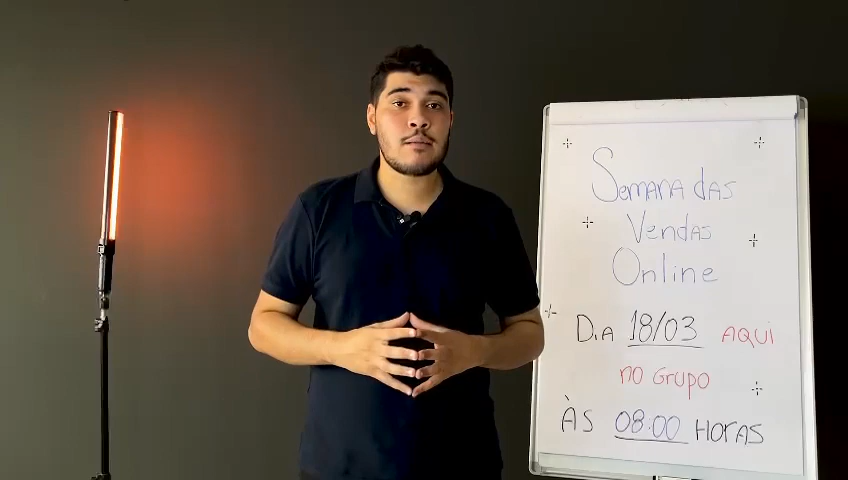 Semana das
Vendas
Online
Dia 18/03 AQUI
no GRUPO
ÀS 08:00 HORAS